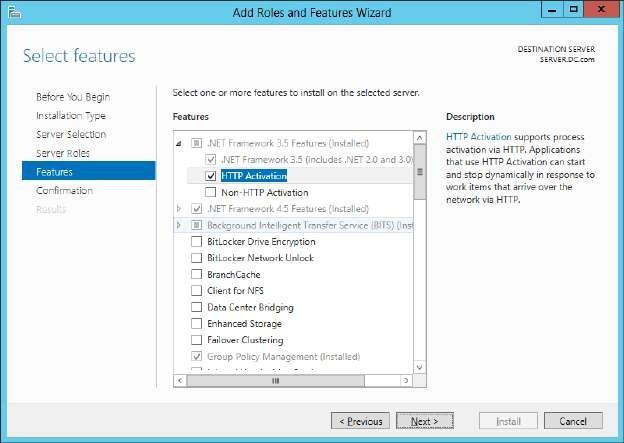 Add Roles and Features Wizard
Select features
DESTINATION SERVER
SERVER.DC.com
Before You Begin
Installation Type
Server Selection
Server Roles
Features
Confirmation
Results
Select one or more features to install on the selected server.
Features
.NET Framework 3.5 Features (Installed)
.NET Framework 3.5 (includes .NET 2.0 and 3.0)
HTTP Activation
Non-HTTP Activation
.NET Framework 4.5 Features (Installed)
Background Intelligent Transfer Service (BITS) (Inst
BitLocker Drive Encryption
BitLocker Network Unlock
BranchCache
Client for NFS
Data Center Bridging
Enhanced Storage
Failover Clustering
Group Policy Management (Installed)
Description
HTTP Activation supports process
activation via HTTP. Applications
that use HTTP Activation can start
and stop dynamically in response to
work items that arrive over the
network via HTTP.
< Previous
Next >
Install
Cancel